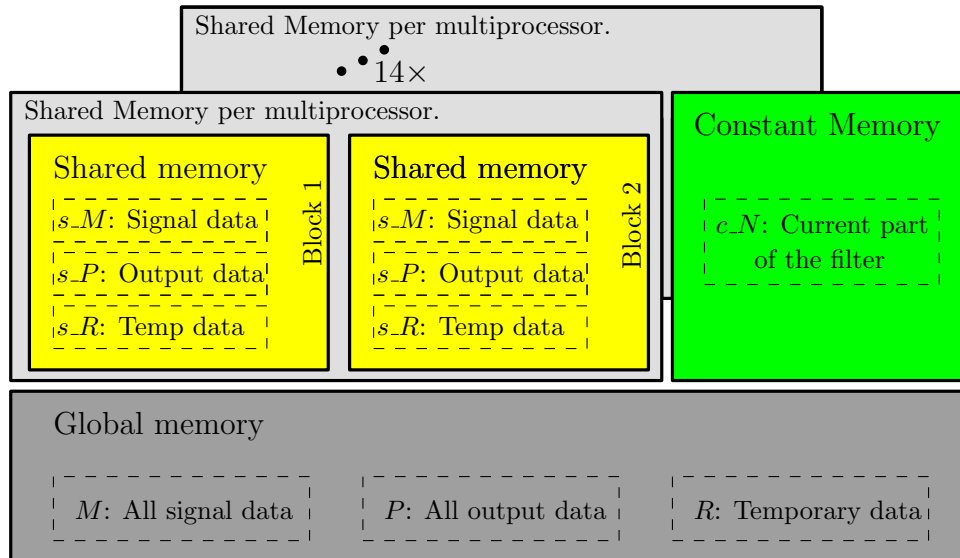 Shared Memory per multiprocessor.
14×
Shared Memory per multiprocessor.
Shared memory
s_M: Signal data
s_P: Output data
s_R: Temp data
Block 1
Shared memory
s_M: Signal data
s_P: Output data
s_R: Temp data
Block 2
Constant Memory
c_N: Current part
of the filter
Global memory
M: All signal data
P: All output data
R: Temporary data